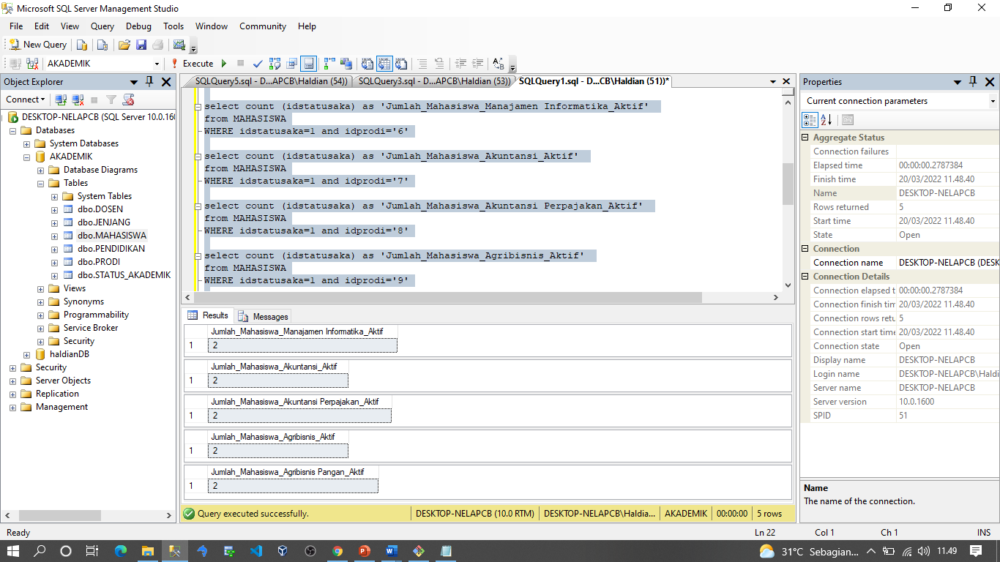 Microsoft SQL Server Management Studio
File Edit View Query Debug Tools Window Community Help
New Query
AKADEMIK Execute
Object Explorer
Connect
DESKTOP-NELAPCB (SQL Server 10.0.160
Databases
System Databases
AKADEMIK
Database Diagrams
Tables
System Tables
dbo.DOSEN
dbo.JENJANG
dbo.MAHASISWA
dbo.PENDIDIKAN
dbo.PRODI
dbo.STATUS_AKADEMIK
Views
Synonyms
Programmability
Service Broker
Security
haldianDB
Security
Server Objects
Replication
Management
SQLQuery5.sql - D...APCB\Haldian (54)) SQLQuery3.sql - D...APCB\Haldian (53)) SQLQuery1.sql - D...CB\Haldian (51))*
select count (idstatusaka) as 'Jumlah_Mahasiswa_Manajamen Informatika_Aktif'
from MAHASISWA
WHERE idstatusaka=1 and idprodi='6'
select count (idstatusaka) as 'Jumlah_Mahasiswa_Akuntansi_Aktif'
from MAHASISWA
WHERE idstatusaka=1 and idprodi='7'
select count (idstatusaka) as 'Jumlah_Mahasiswa_Akuntansi Perpajakan_Aktif'
from MAHASISWA
WHERE idstatusaka=1 and idprodi='8'
select count (idstatusaka) as 'Jumlah_Mahasiswa_Agribisnis_Aktif'
from MAHASISWA
WHERE idstatusaka=1 and idprodi='9'
Results Messages
Jumlah_Mahasiswa_Manajamen Informatika_Aktif
1 2
Jumlah_Mahasiswa_Akuntansi_Aktif
1 2
Jumlah_Mahasiswa_Akuntansi Perpajakan_Aktif
1 2
Jumlah_Mahasiswa_Agribisnis_Aktif
1 2
Jumlah_Mahasiswa_Agribisnis Pangan_Aktif
1 2
Query executed successfully. DESKTOP-NELAPCB (10.0 RTM) DESKTOP-NELAPCB\Haldia... AKADEMIK 00:00:00 5 rows
Properties
Current connection parameters
Aggregate Status
Connection failures
Elapsed time 00:00:00.2787384
Finish time 20/03/2022 11.48.40
Name DESKTOP-NELAPCB
Rows returned 5
Start time 20/03/2022 11.48.40
State Open
Connection
Connection name DESKTOP-NELAPCB (DESK
Connection Details
Connection elapsed t 00:00:00.2787384
Connection finish tim 20/03/2022 11.48.40
Connection rows retu 5
Connection start time 20/03/2022 11.48.40
Connection state Open
Display name DESKTOP-NELAPCB
Login name DESKTOP-NELAPCB\Haldi
Server name DESKTOP-NELAPCB
Server version 10.0.1600
SPID 51
Name
The name of the connection.
Ready Ln 22 Col 1 Ch 1 INS
31°C Sebagian... 11.49